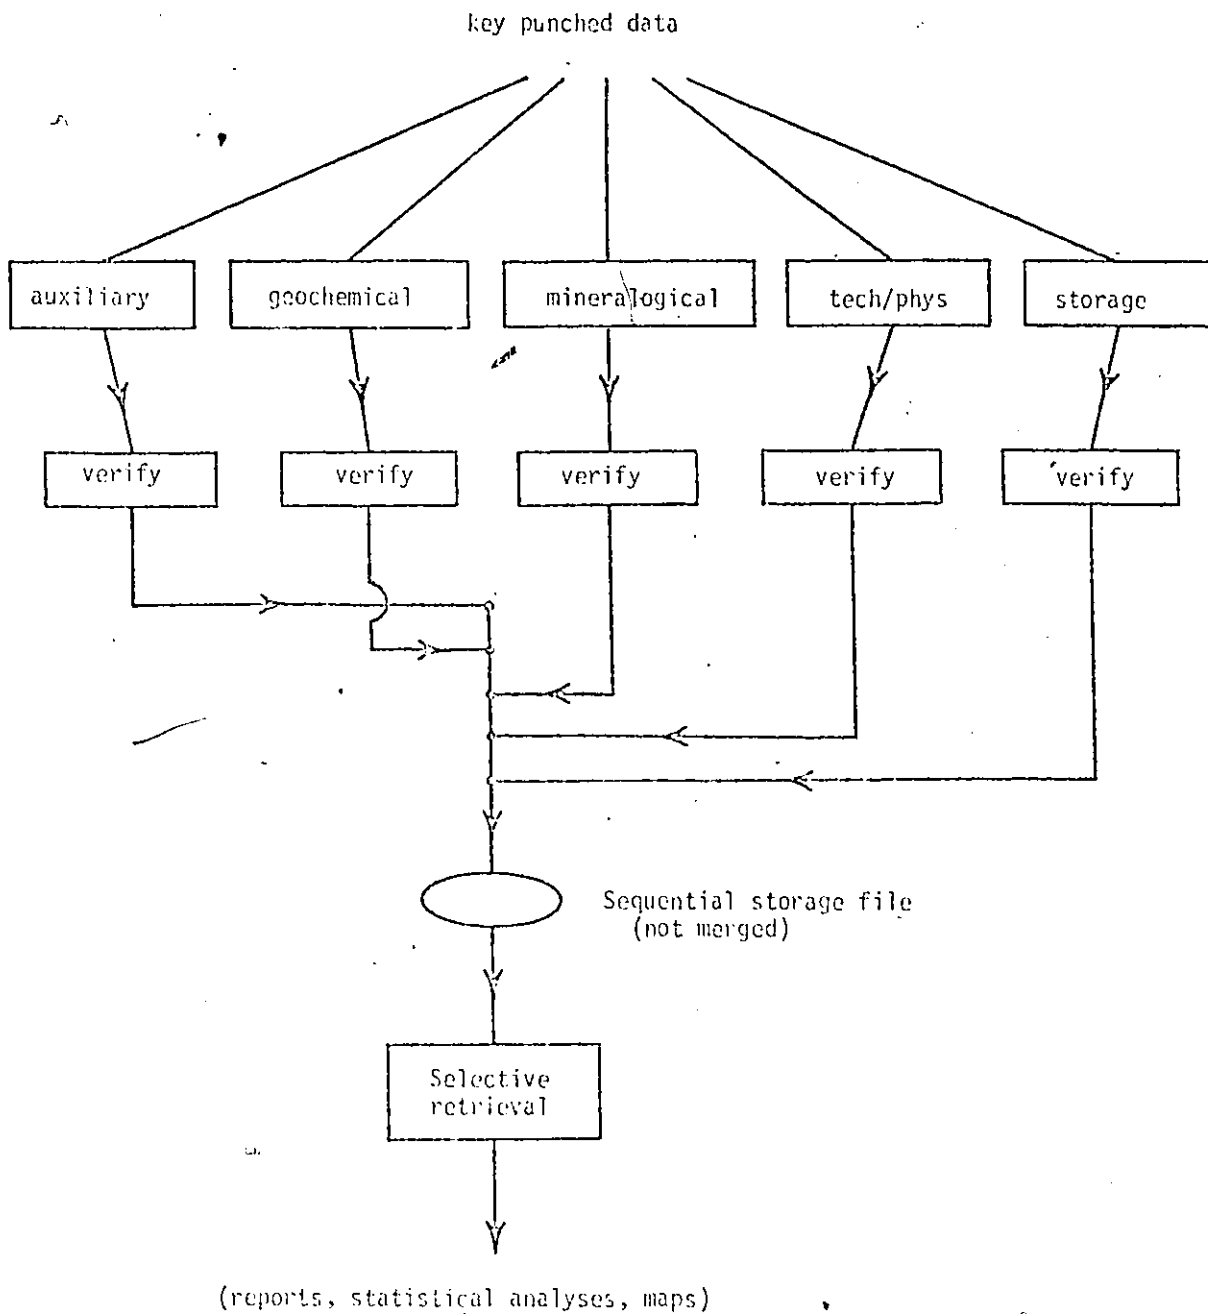 key punched data
auxiliary
geochemical
mineralogical
tech/phys
storage
verify
verify
verify
verify
verify
Sequential storage file
(not merged)
Selective
retrieval
(reports, statistical analyses, maps)